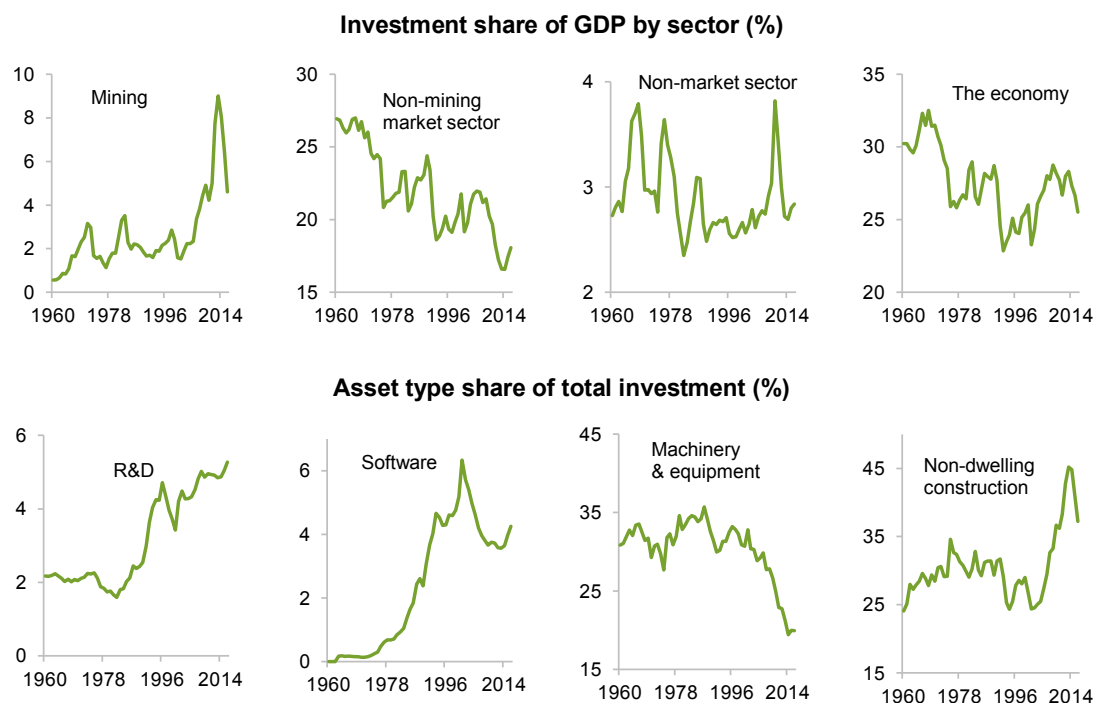 Investment share of GDP by sector (%)
Mining
10
8
6
4
2
0
1960 1978 1996 2014
Non-mining
market sector
30
25
20
15
1960 1978 1996 2014
Non-market sector
4
3
2
1960 1978 1996 2014
The economy
35
30
25
20
1960 1978 1996 2014
Asset type share of total investment (%)
R&D
6
4
2
0
1960 1978 1996 2014
Software
6
4
2
0
1960 1978 1996 2014
Machinery
& equipment
45
35
25
15
1960 1978 1996 2014
Non-dwelling
construction
45
35
25
15
1960 1978 1996 2014